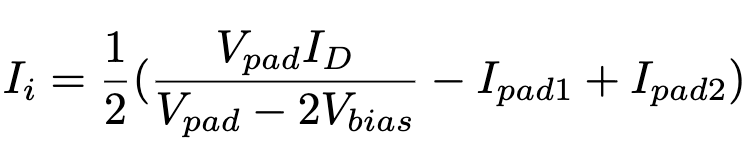 I_i = \frac{1}{2}(\frac{V_{pad}I_D}{V_{pad} - 2V_{bias}} - I_{pad1} + I_{pad2})